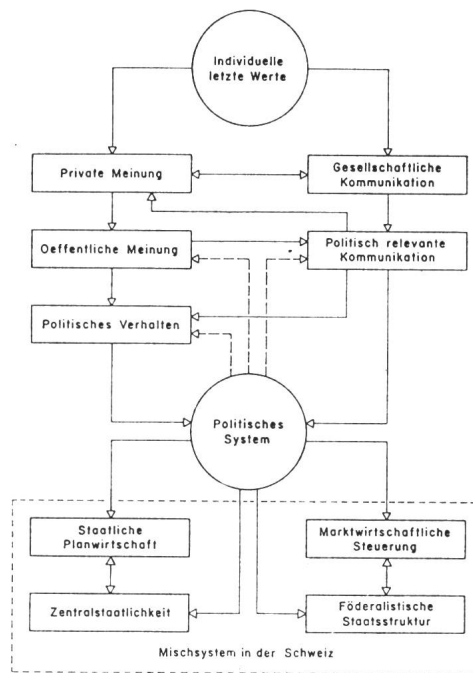 Individuelle
letzte Werte
Private Meinung
Gesellschaftliche
Kommunikation
Oeffentliche Meinung
Politisch relevante
Kommunikation
Politisches Verhalten
Politisches
System
Staatliche
Planwirtschaft
Marktwirtschaftliche
Steuerung
Zentralstaatlichkeit
Föderalistische
Staatsstruktur
Mischsystem in der Schweiz